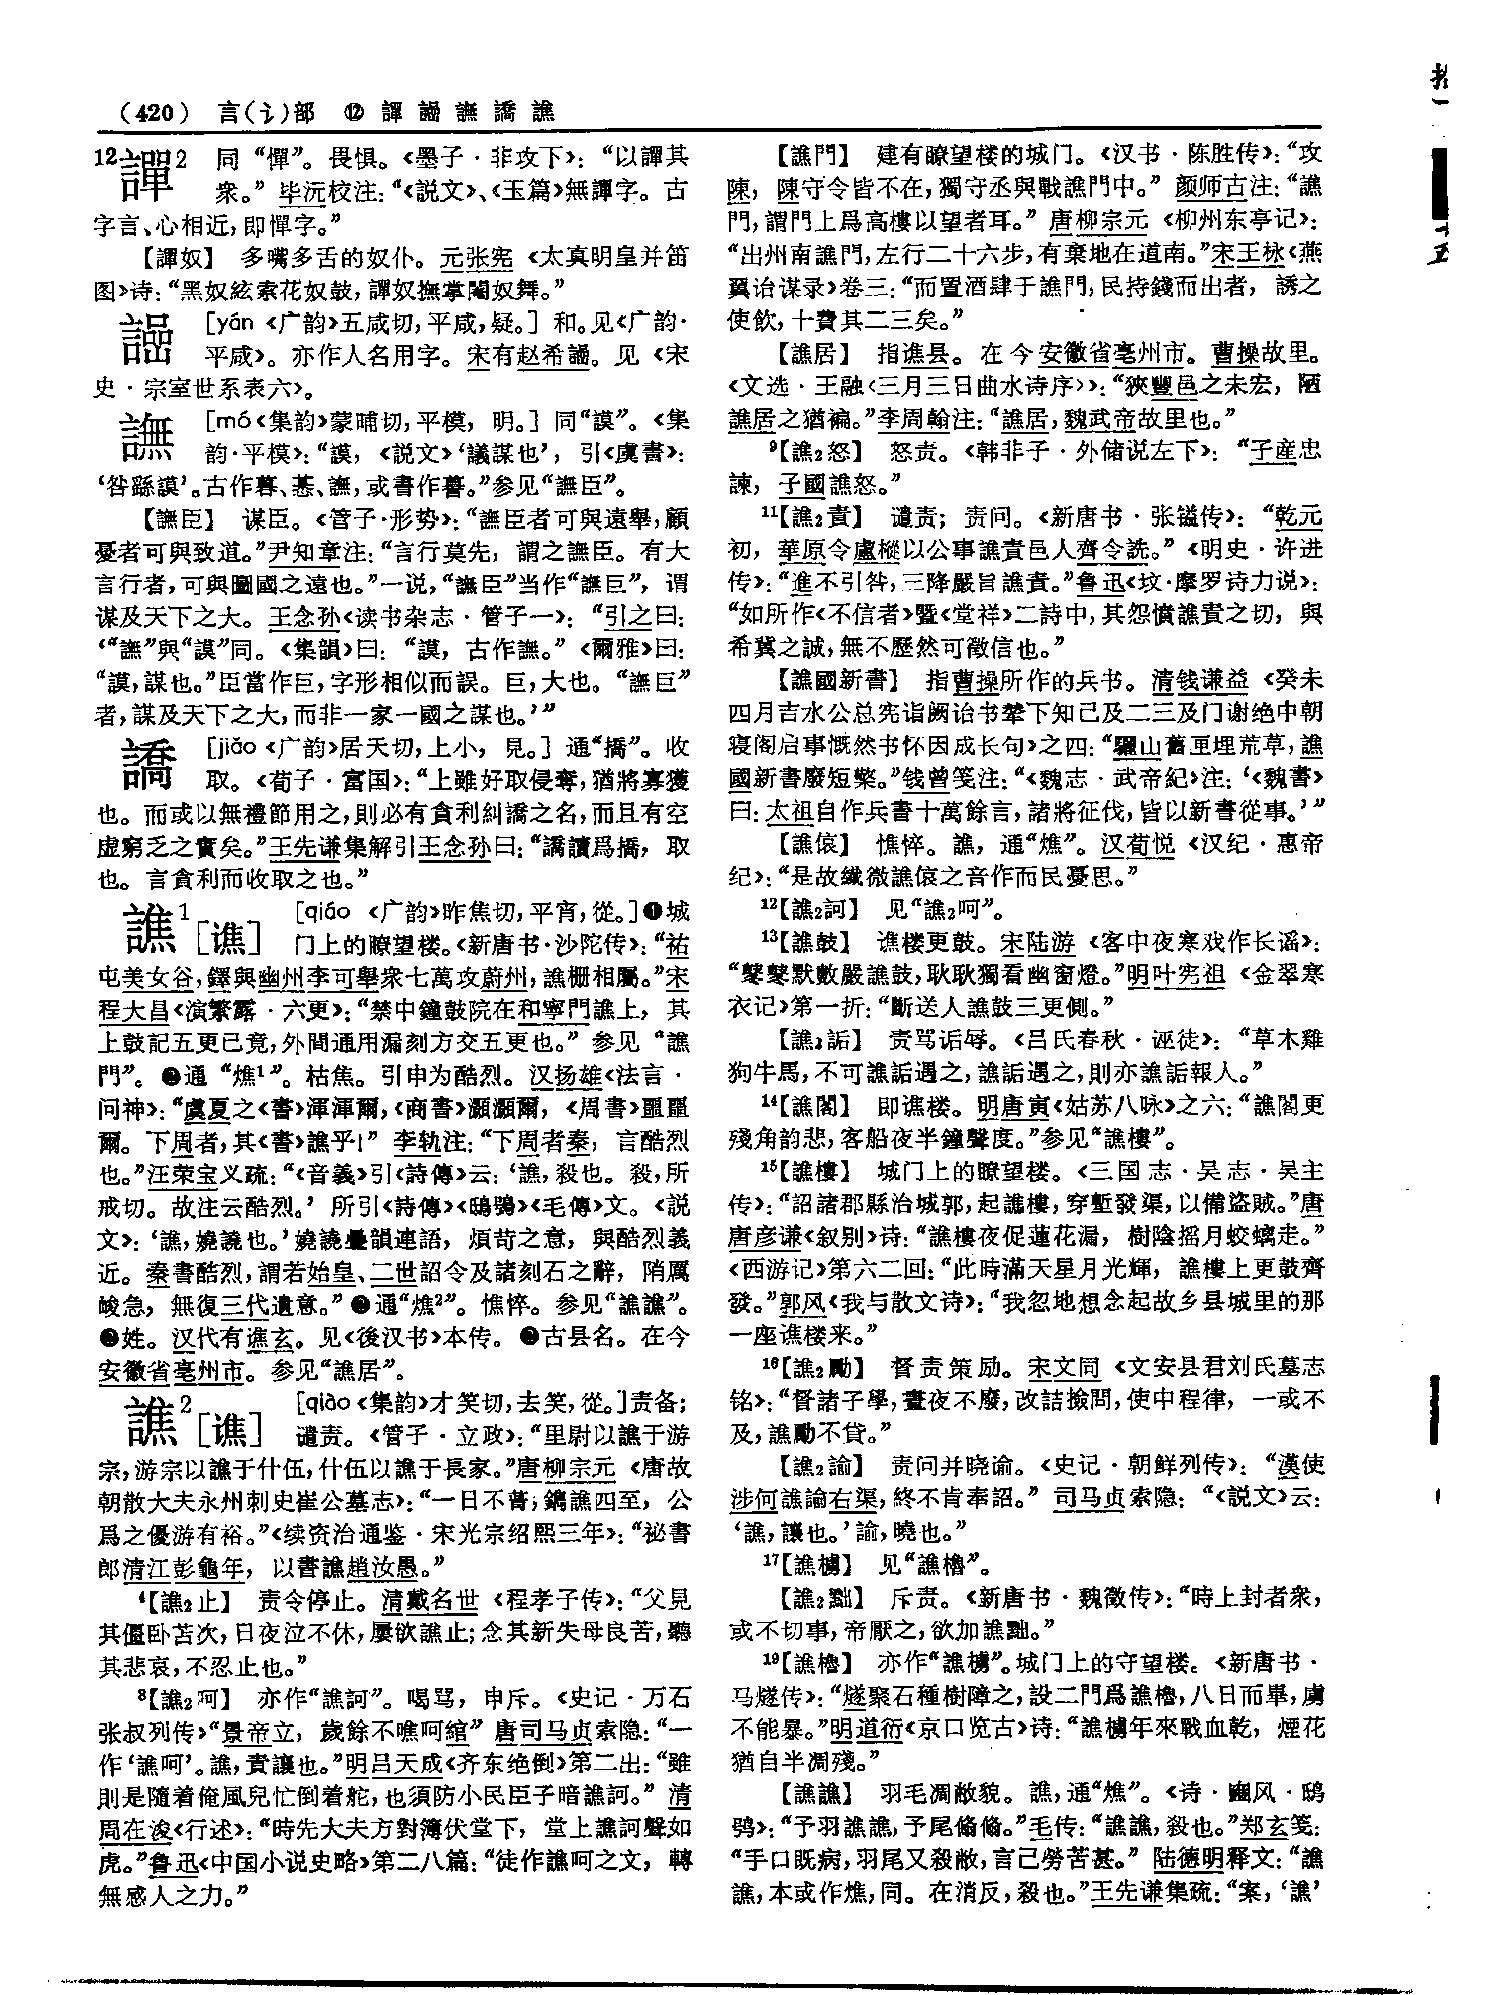 （420） 言(讠)部 ⑫ 譂 䜗 譕 譑 譙
12譂2 同“憚”。畏惧。《墨子·非攻下》：“以譂其
衆。”毕沅校注：“《説文》、《玉篇》無譂字。古
字言、心相近，即憚字。”
【譂奴】 多嘴多舌的奴仆。元张宪《太真明皇并笛
图》诗：“黑奴絃索花奴鼓，譂奴撫掌閹奴舞。”
[yán《广韵》五咸切，平咸，疑。] 和。见《广韵·
平咸》。亦作人名用字。宋有赵希。见《宋
史·宗室世系表六》。
譕 [mó《集韵》蒙晡切，平模，明。] 同“謨”。《集
韵·平模》：“謨，《説文》‘議謀也’，引《虞書》：
‘咎繇謨’。古作暮、惎、譕，或書作謩。”参见“譕臣”。
【譕臣】 谋臣。《管子·形势》：“譕臣者可與遠舉，顧
憂者可與致道。”尹知章注：“言行莫先，謂之譕臣。有大
言行者，可與圖國之遠也。”一说，“譕臣”当作“譕巨”，谓
谋及天下之大。王念孙《读书杂志·管子一》：“引之曰：
‘“譕”與“謨”同。《集韻》曰：“謨，古作譕。”《爾雅》曰：
“謨，謀也。”臣當作巨，字形相似而誤。巨，大也。“譕巨”
者，謀及天下之大，而非一家一國之謀也。’”
譑 [jiǎo《广韵》居夭切，上小，見。] 通“撟”。收
取。《荀子·富国》：“上雖好取侵奪，猶將寡獲
也。而或以無禮節用之，則必有貪利糾譑之名，而且有空
虚窮乏之實矣。”王先谦集解引王念孙曰：“譑讀爲撟，取
也。言貪利而收取之也。”
譙1［谯］ [qiáo《广韵》昨焦切，平宵，從。]❶城
门上的瞭望楼。《新唐书·沙陀传》：“祐
屯美女谷，鐸與幽州李可舉衆七萬攻蔚州，譙栅相屬。”宋
程大昌《演繁露·六更》：“禁中鐘鼓院在和寧門譙上，其
上鼓記五更已竟，外間通用漏刻方交五更也。”参见“譙
門”。❷通“燋1”。枯焦。引申为酷烈。汉扬雄《法言·
问神》：“虞夏之《書》渾渾爾，《商書》灝灝爾，《周書》噩噩
爾。下周者，其《書》譙乎！”李轨注：“下周者秦，言酷烈
也。”汪荣宝义疏：“《音義》引《詩傳》云：‘譙，殺也。殺，所
戒切。故注云酷烈。’所引《詩傳》《鴟鴞》《毛傳》文。《説
文》：‘譙，嬈譊也。’嬈譊疊韻連語，煩苛之意，與酷烈義
近。秦書酷烈，謂若始皇、二世詔令及諸刻石之辭，隋厲
峻急，無復三代遺意。”❸通“燋2”。憔悴。参见“譙譙”。
❹姓。汉代有谯玄。见《後汉书》本传。❺古县名。在今
安徽省亳州市。参见“譙居”。
譙2［谯］ [qiào《集韵》才笑切，去笑，從。]责备；
谴责。《管子·立政》：“里尉以譙于游
宗，游宗以譙于什伍，什伍以譙于長家。”唐柳宗元《唐故
朝散大夫永州刺史崔公墓志》：“一日不瞢，鐫譙四至，公
爲之優游有裕。”《续资治通鉴·宋光宗绍熙三年》：“祕書
郎清江彭龜年，以書譙趙汝愚。”
4【譙2止】 责令停止。清戴名世《程孝子传》：“父見
其僵卧苫次，日夜泣不休，屢欲譙止；念其新失母良苦，聽
其悲哀，不忍止也。”
8【譙2呵】 亦作“譙訶”。喝骂，申斥。《史记·万石
张叔列传》“景帝立，歲餘不噍呵綰”唐司马贞索隐：“一
作‘譙呵’。譙，責讓也。”明吕天成《齐东绝倒》第二出：“雖
則是隨着俺風兒忙倒着舵，也須防小民臣子暗譙訶。”清
周在浚《行述》：“時先大夫方對簿伏堂下，堂上譙訶聲如
虎。”鲁迅《中国小说史略》第二八篇：“徒作譙呵之文，轉
無感人之力。”
【譙門】 建有瞭望楼的城门。《汉书·陈胜传》：“攻
陳，陳守令皆不在，獨守丞與戰譙門中。”颜师古注：“譙
門，謂門上爲高樓以望者耳。”唐柳宗元《柳州东亭记》：
“出州南譙門，左行二十六步，有棄地在道南。”宋王栐《燕
翼诒谋录》卷三：“而置酒肆于譙門，民持錢而出者，誘之
使飲，十費其二三矣。”
【譙居】 指谯县。在今安徽省亳州市。曹操故里。
《文选·王融〈三月三日曲水诗序〉》：“狹豐邑之未宏，陋
譙居之猶褊。”李周翰注：“譙居，魏武帝故里也。”
9【譙2怒】 怒责。《韩非子·外储说左下》：“子産忠
諫，子國譙怒。”
11【譙2責】 谴责；责问。《新唐书·张镒传》：“乾元
初，華原令盧樅以公事譙責邑人齊令詵。”《明史·许进
传》：“進不引咎，三降嚴旨譙責。”鲁迅《坟·摩罗诗力说》：
“如所作《不信者》暨《堂祥》二詩中，其怨憤譙責之切，與
希冀之誠，無不歷然可徵信也。”
【譙國新書】 指曹操所作的兵书。清钱谦益《癸未
四月吉水公总宪诣阙诒书辇下知己及二三及门谢绝中朝
寝阁启事慨然书怀因成长句》之四：“驪山舊匣埋荒草，譙
國新書廢短檠。”钱曾笺注：“《魏志·武帝紀》注：‘《魏書》
曰：太祖自作兵書十萬餘言，諸將征伐，皆以新書從事。’”
【譙㥋】 憔悴。譙，通“燋”。汉荀悦《汉纪·惠帝
纪》：“是故纖微譙㥋之音作而民憂思。”
12【譙2訶】 见“譙2呵”。
13【譙鼓】 谯楼更鼓。宋陆游《客中夜寒戏作长谣》：
“鼕鼕默數嚴譙鼓，耿耿獨看幽窗燈。”明叶宪祖《金翠寒
衣记》第一折：“斷送人譙鼓三更側。”
【譙2詬】 责骂诟辱。《吕氏春秋·诬徒》：“草木雞
狗牛馬，不可譙詬遇之，譙詬遇之，則亦譙詬報人。”
14【譙閣】 即谯楼。明唐寅《姑苏八咏》之六：“譙閣更
殘角韵悲，客船夜半鐘聲度。”参见“譙樓”。
15【譙樓】 城门上的瞭望楼。《三国志·吴志·吴主
传》：“詔諸郡縣治城郭，起譙樓，穿塹發渠，以備盜賊。”唐
唐彦谦《叙别》诗：“譙樓夜促蓮花漏，樹陰摇月蛟螭走。”
《西游记》第六二回：“此時滿天星月光輝，譙樓上更鼓齊
發。”郭风《我与散文诗》：“我忽地想念起故乡县城里的那
一座谯楼来。”
16【譙2勵】 督责策励。宋文同《文安县君刘氏墓志
铭》：“督諸子學，晝夜不廢，改詰撿問，使中程律，一或不
及，譙勵不貸。”
【譙2諭】 责问并晓谕。《史记·朝鲜列传》：“漢使
涉何譙諭右渠，終不肯奉詔。”司马贞索隐：“《説文》云：
‘譙，讓也。’諭，曉也。”
17【譙㯭】 见“譙櫓”。
【譙2黜】 斥责。《新唐书·魏徵传》：“時上封者衆，
或不切事，帝厭之，欲加譙黜。”
19【譙櫓】 亦作“譙㯭”。城门上的守望楼。《新唐书·
马燧传》：“燧聚石種樹障之，設二門爲譙櫓，八日而畢，虜
不能暴。”明道衍《京口览古》诗：“譙㯭年來戰血乾，煙花
猶自半凋殘。”
【譙譙】 羽毛凋敝貌。譙，通“燋”。《诗·豳风·鸱
鸮》：“予羽譙譙，予尾翛翛。”毛传：“譙譙，殺也。”郑玄笺：
“手口既病，羽尾又殺敝，言己勞苦甚。”陆德明释文：“譙
譙，本或作燋，同。在消反，殺也。”王先谦集疏：“案，‘譙’